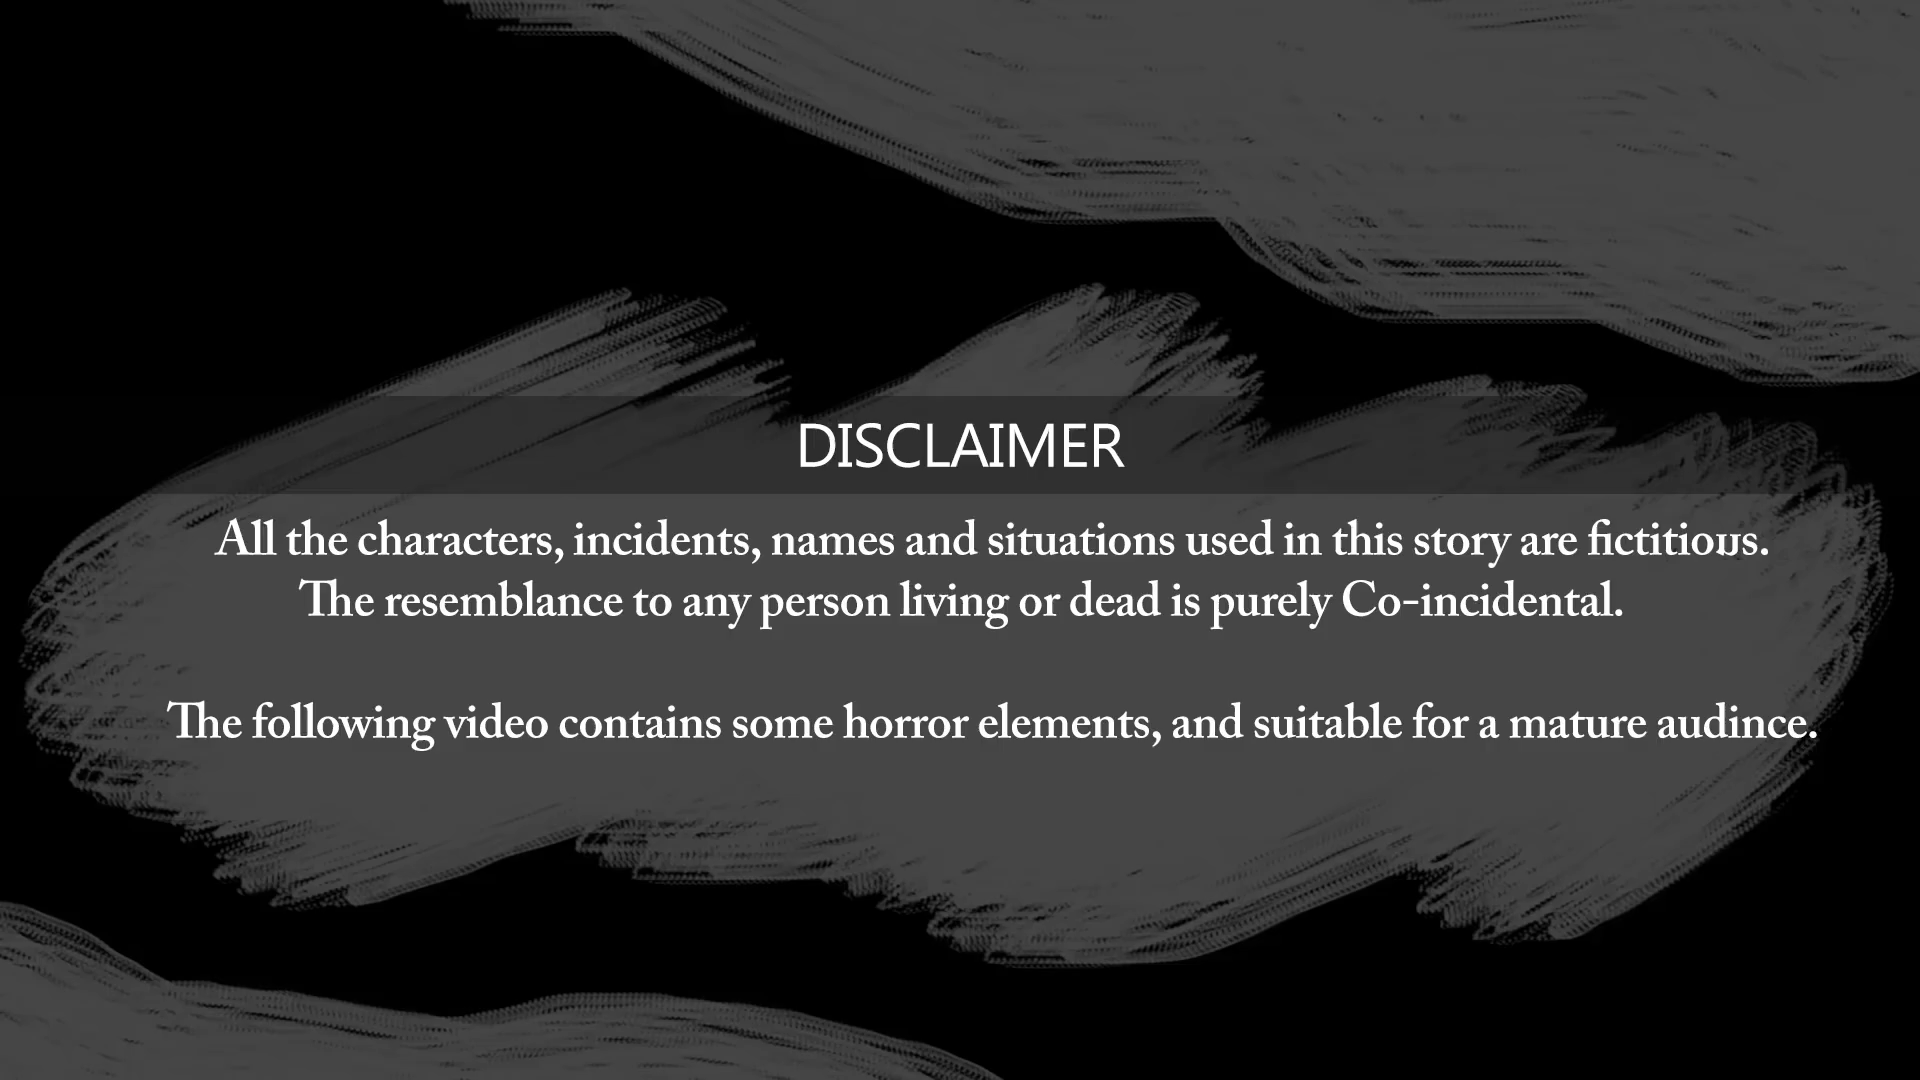 DISCLAIMER
All the characters, incidents, names and situations used in this story are fictitious.
The resemblance to any person living or dead is purely Co-incidental.
The following video contains some horror elements, and suitable for a mature audince.